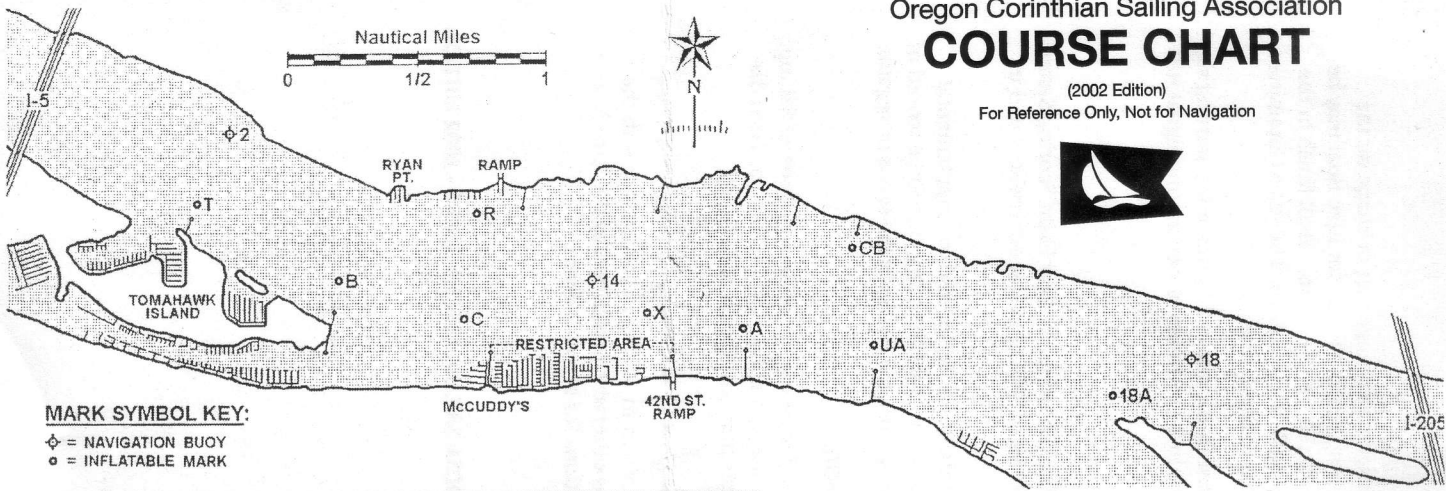 Oregon Corinthian Sailing Association
COURSE CHART
(2002 Edition)
For Reference Only, Not for Navigation
Nautical Miles
0 1/2 1
N
I-5
2
RYAN
PT.
RAMP
T
R
CB
B
14
TOMAHAWK
ISLAND
C
X
A
RESTRICTED AREA
UA
18
McCUDDY'S
42ND ST.
RAMP
18A
I-205
MARK SYMBOL KEY:
= NAVIGATION BUOY
= INFLATABLE MARK